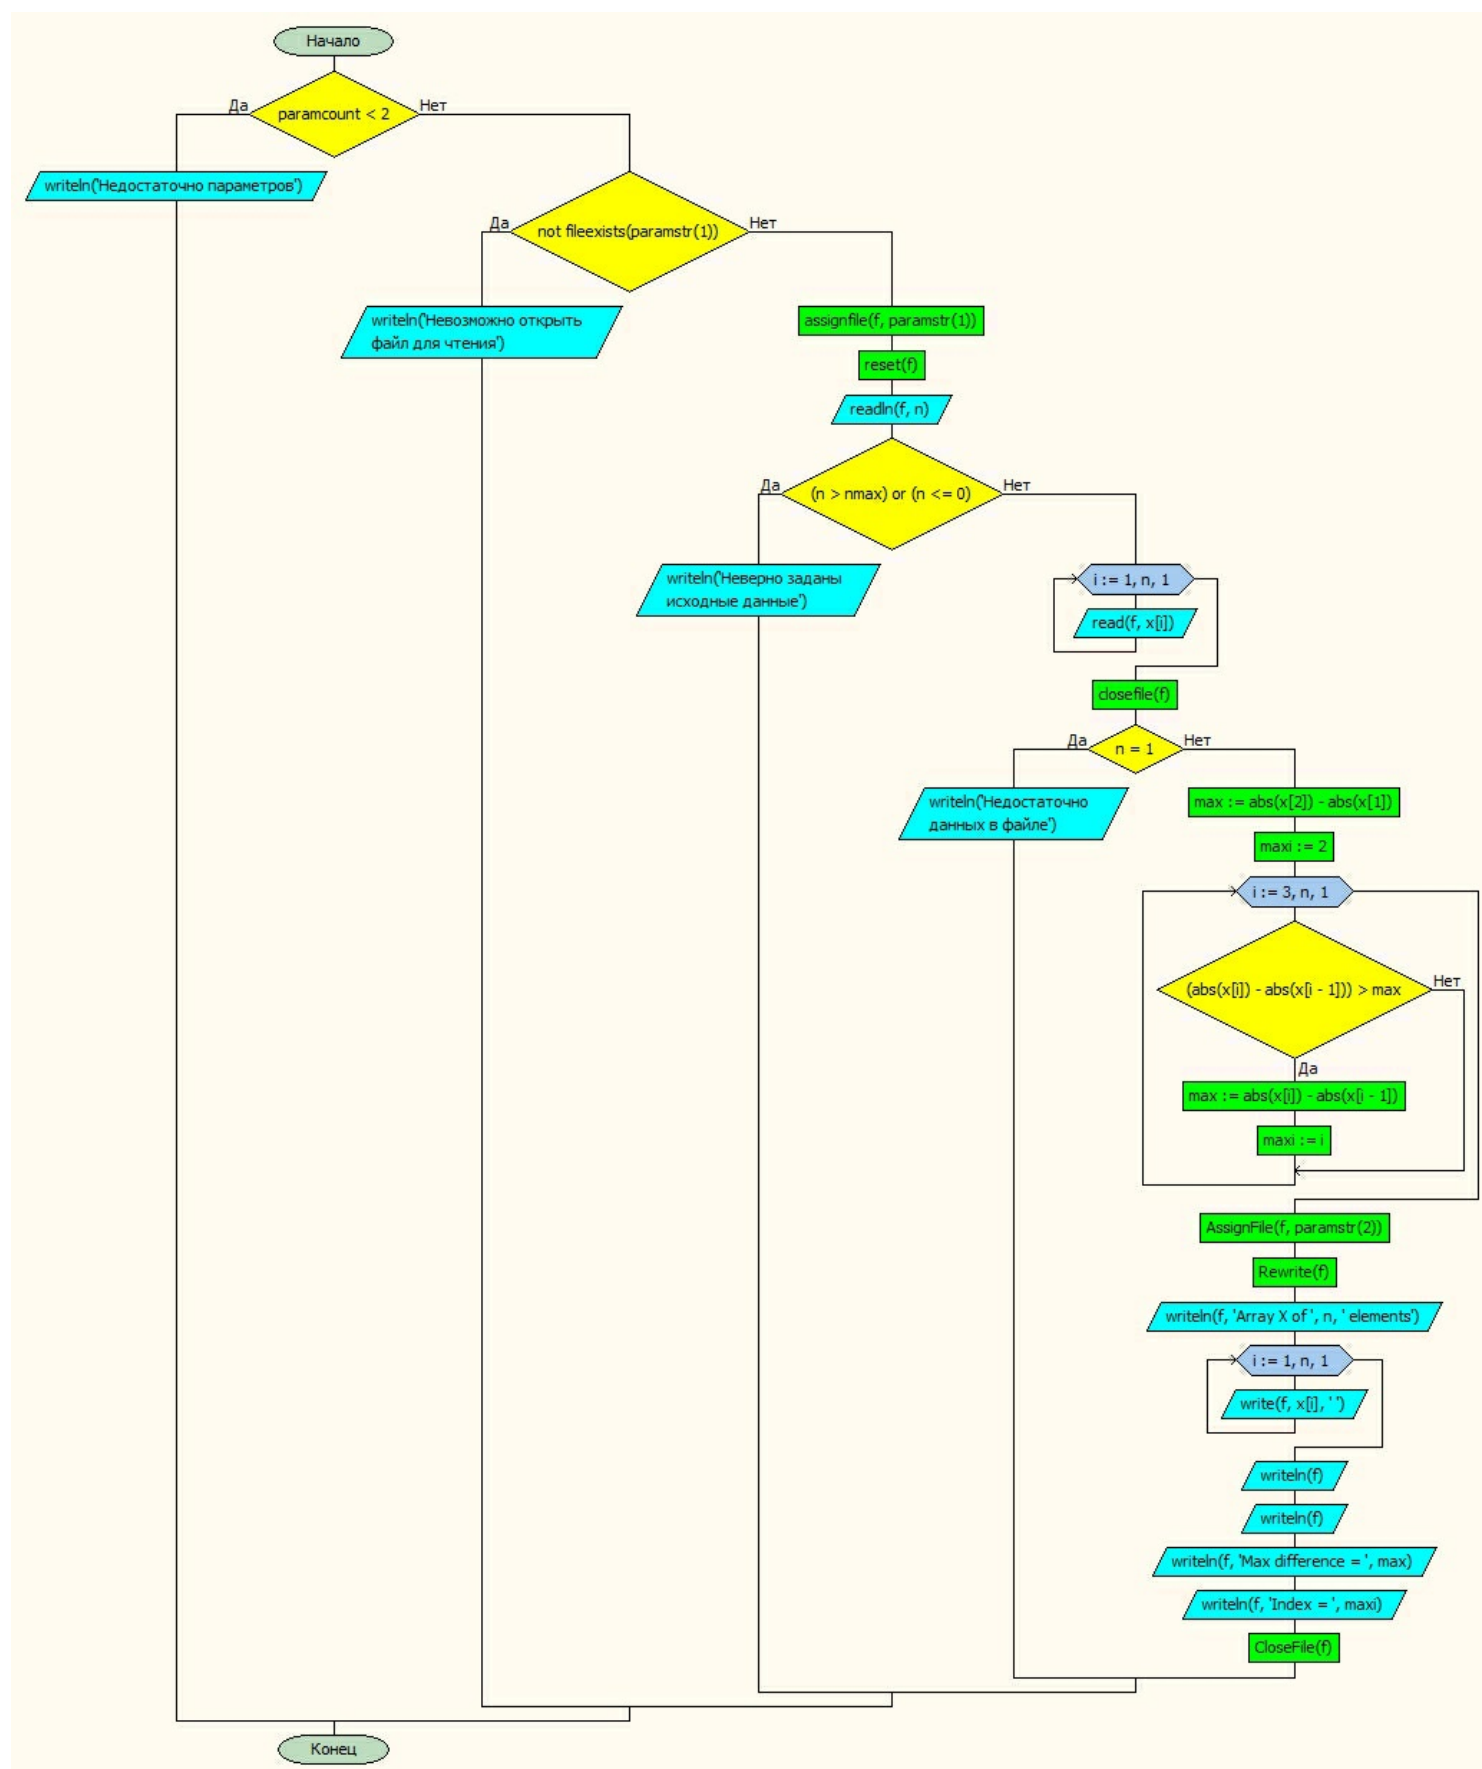 Начало
paramcount < 2
Да
Нет
writeln('Недостаточно параметров')
not fileexists(paramstr(1))
Да
Нет
writeln('Невозможно открыть
файл для чтения')
assignfile(f, paramstr(1))
reset(f)
readln(f, n)
(n > nmax) or (n <= 0)
Да
Нет
writeln('Неверно заданы
исходные данные')
i := 1, n, 1
read(f, x[i])
closefile(f)
n = 1
Да
Нет
writeln('Недостаточно
данных в файле')
max := abs(x[2]) - abs(x[1])
maxi := 2
i := 3, n, 1
(abs(x[i]) - abs(x[i - 1])) > max
Нет
Да
max := abs(x[i]) - abs(x[i - 1])
maxi := i
AssignFile(f, paramstr(2))
Rewrite(f)
writeln(f, 'Array X of ', n, ' elements')
i := 1, n, 1
write(f, x[i], ' ')
writeln(f)
writeln(f)
writeln(f, 'Max difference = ', max)
writeln(f, 'Index = ', maxi)
CloseFile(f)
Конец